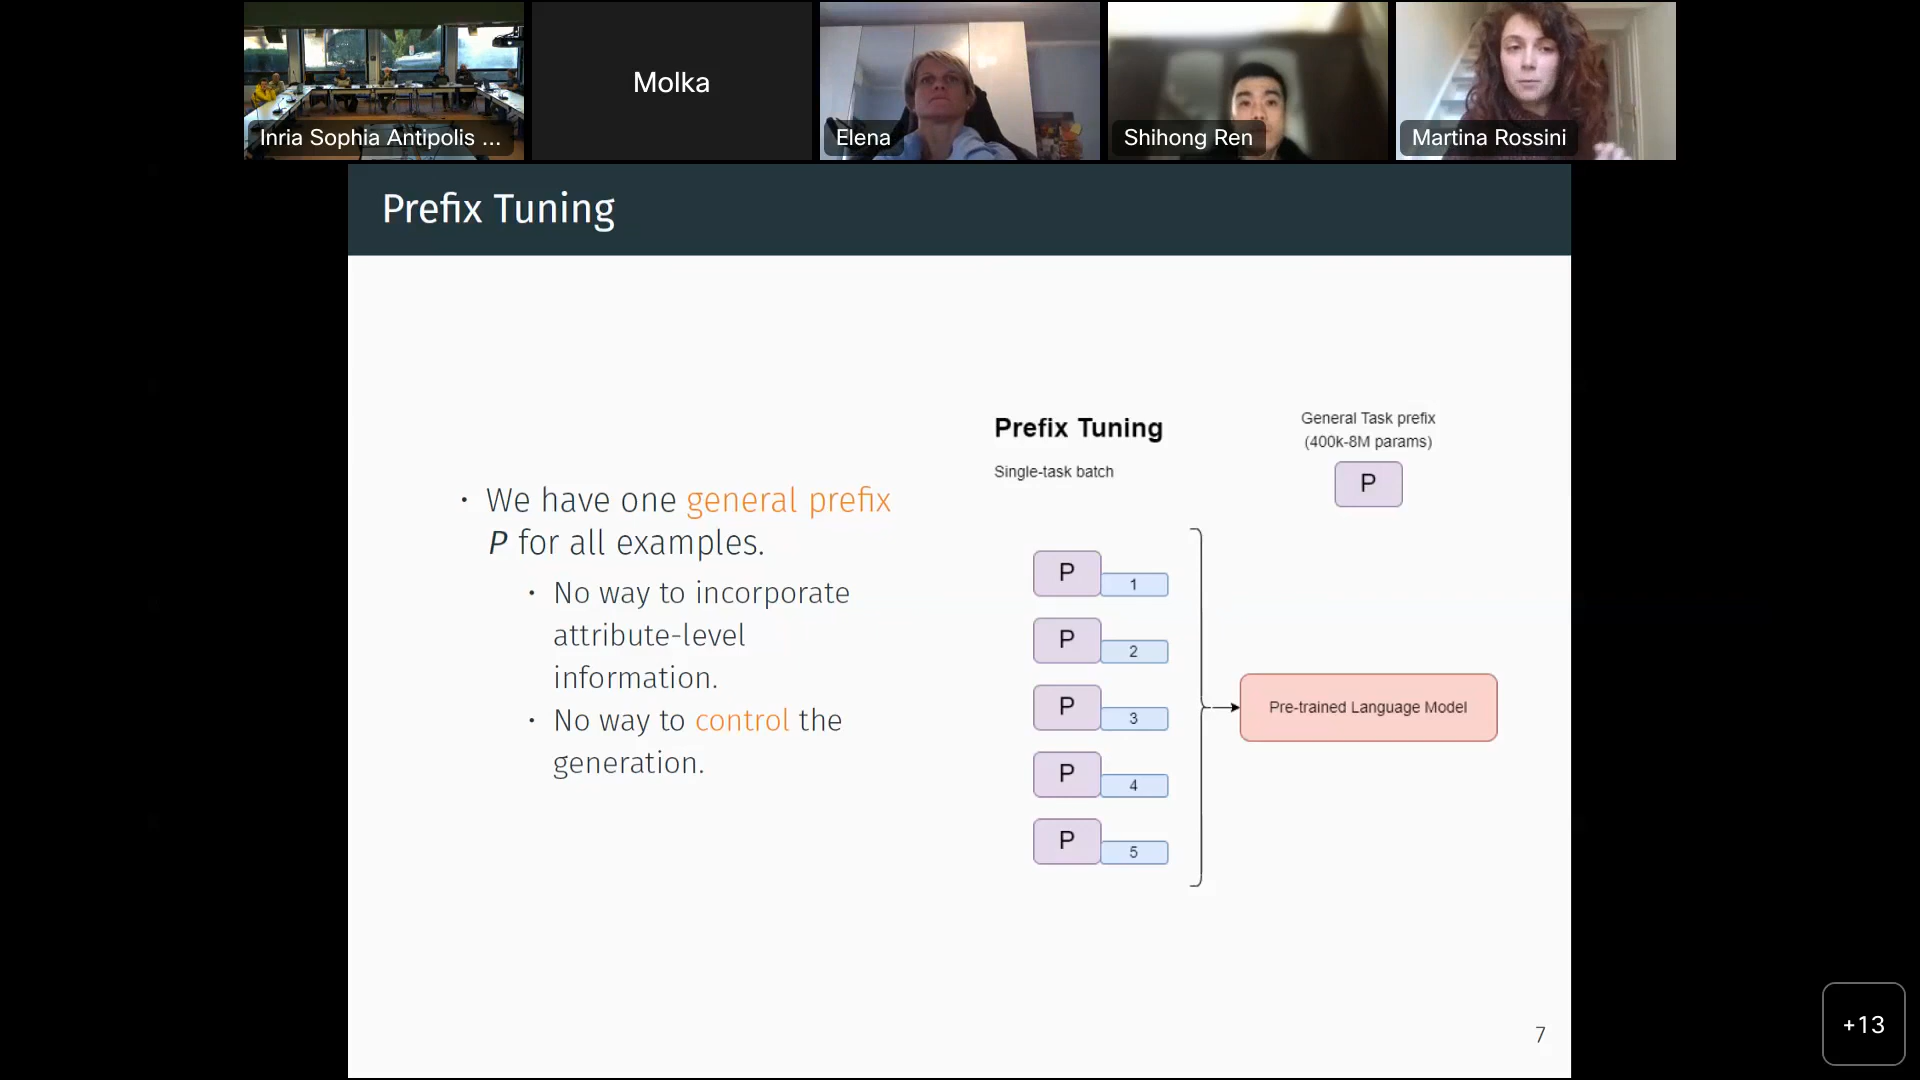 Inria Sophia Antipolis ...
Molka
Elena
Shihong Ren
Martina Rossini
Prefix Tuning
• We have one general prefix
P for all examples.
• No way to incorporate
attribute-level
information.
• No way to control the
generation.
Prefix Tuning
Single-task batch
General Task prefix
(400k-8M params)
P
P 1
P 2
P 3
P 4
P 5
Pre-trained Language Model
7
+13